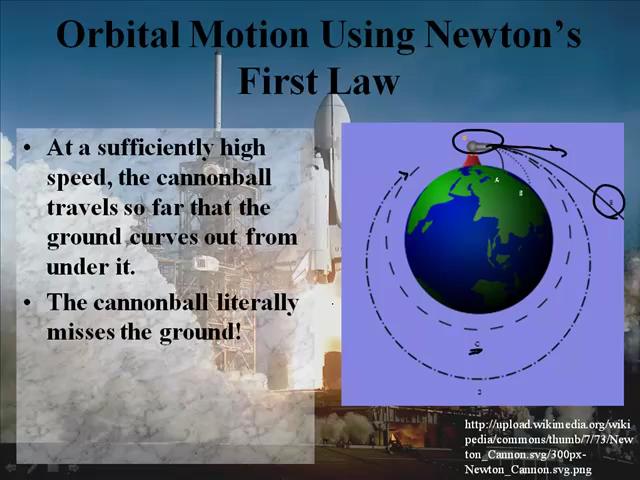 Orbital Motion Using Newton's
First Law
• At a sufficiently high
speed, the cannonball
travels so far that the
ground curves out from
under it.
• The cannonball literally
misses the ground!
A
B
C
D
E
http://upload.wikimedia.org/wiki
pedia/commons/thumb/7/73/New
ton_Cannon.svg/300px-
Newton_Cannon.svg.png